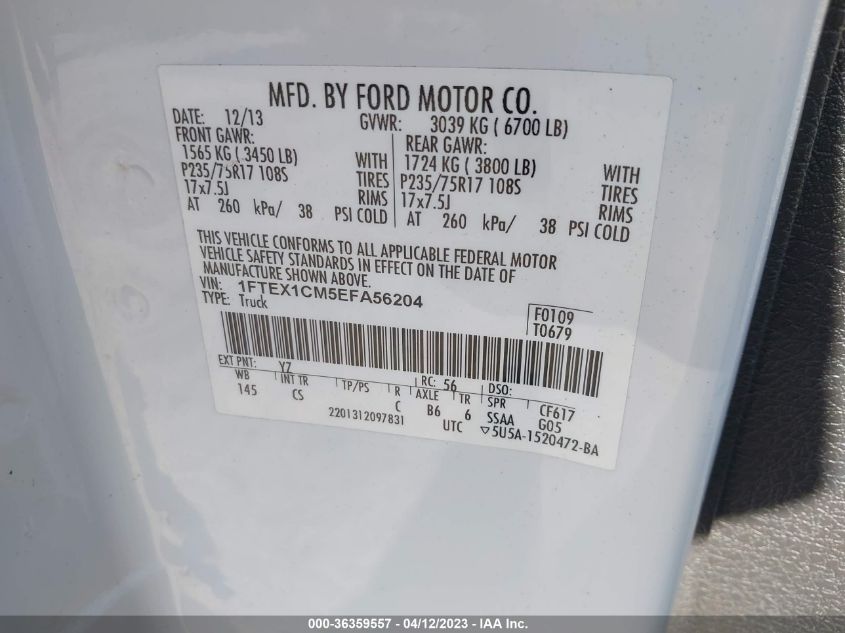 MFD. BY FORD MOTOR CO.
DATE: 12/13 GVWR: 3039 KG ( 6700 LB)
FRONT GAWR: REAR GAWR:
1565 KG ( 3450 LB) WITH 1724 KG ( 3800 LB) WITH
P235/75R17 108S TIRES P235/75R17 108S TIRES
17x7.5J RIMS 17x7.5J RIMS
AT 260 kPa/ 38 PSI COLD AT 260 kPa/ 38 PSI COLD
THIS VEHICLE CONFORMS TO ALL APPLICABLE FEDERAL MOTOR
VEHICLE SAFETY STANDARDS IN EFFECT ON THE DATE OF
MANUFACTURE SHOWN ABOVE.
VIN: 1FTEX1CM5EFA56204
TYPE: Truck
F0109
T0679
EXT PNT: YZ RC: 56 DSO:
WB INT TR TP/PS R AXLE TR SPR CF617
145 CS C B6 6 SSAA G05
2201312097831 UTC ▽5U5A-1520472-BA
000-36359557 - 04/12/2023 - IAA Inc.